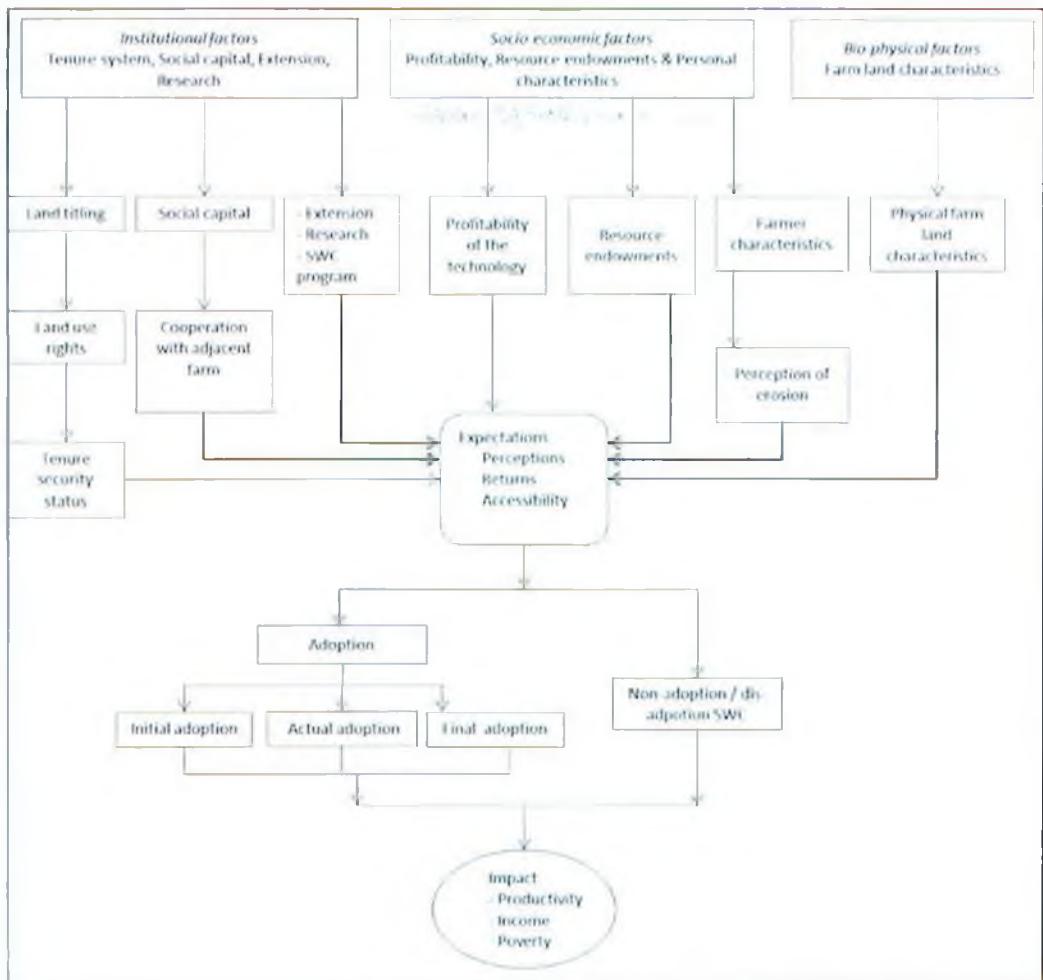 Institutional factors
Tenure system, Social capital, Extension,
Research
Socio economic factors
Profitability, Resource endowments & Personal
characteristics
Bio physical factors
Farm land characteristics
Land titling
Social capital
- Extension
- Research
- SWC
program
Profitability
of the
technology
Resource
endowments
Farmer
characteristics
Physical farm
land
characteristics
Land use
rights
Cooperation
with adjacent
farm
Perception of
erosion
Tenure
security
status
Expectations
Perceptions
Returns
Accessibility
Adoption
Non-adoption / dis-
adpotion SWC
Initial adoption
Actual adoption
Final adoption
Impact
- Productivity
- Income
Poverty